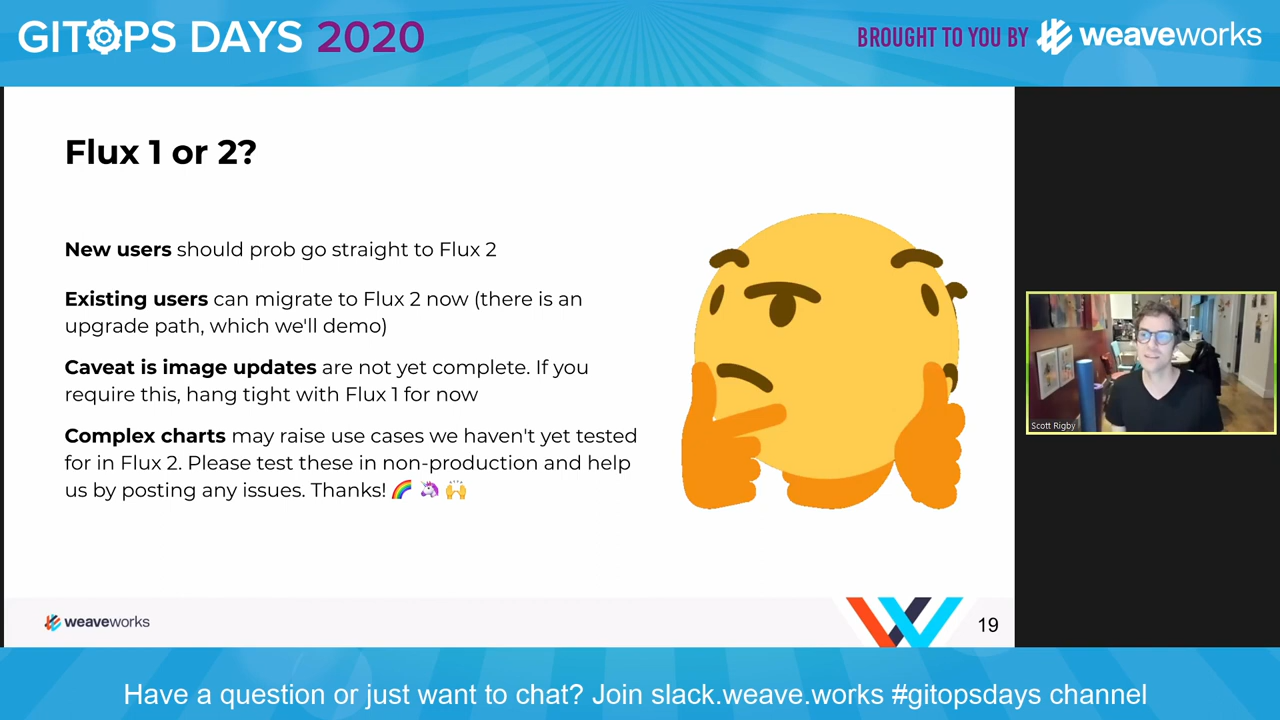 GITOPS DAYS 2020
BROUGHT TO YOU BY weaveworks
Flux 1 or 2?
New users should prob go straight to Flux 2
Existing users can migrate to Flux 2 now (there is an
upgrade path, which we'll demo)
Caveat is image updates are not yet complete. If you
require this, hang tight with Flux 1 for now
Complex charts may raise use cases we haven't yet tested
for in Flux 2. Please test these in non-production and help
us by posting any issues. Thanks! 🌈 🦄 🙌
Scott Rigby
weaveworks
19
Have a question or just want to chat? Join slack.weave.works #gitopsdays channel